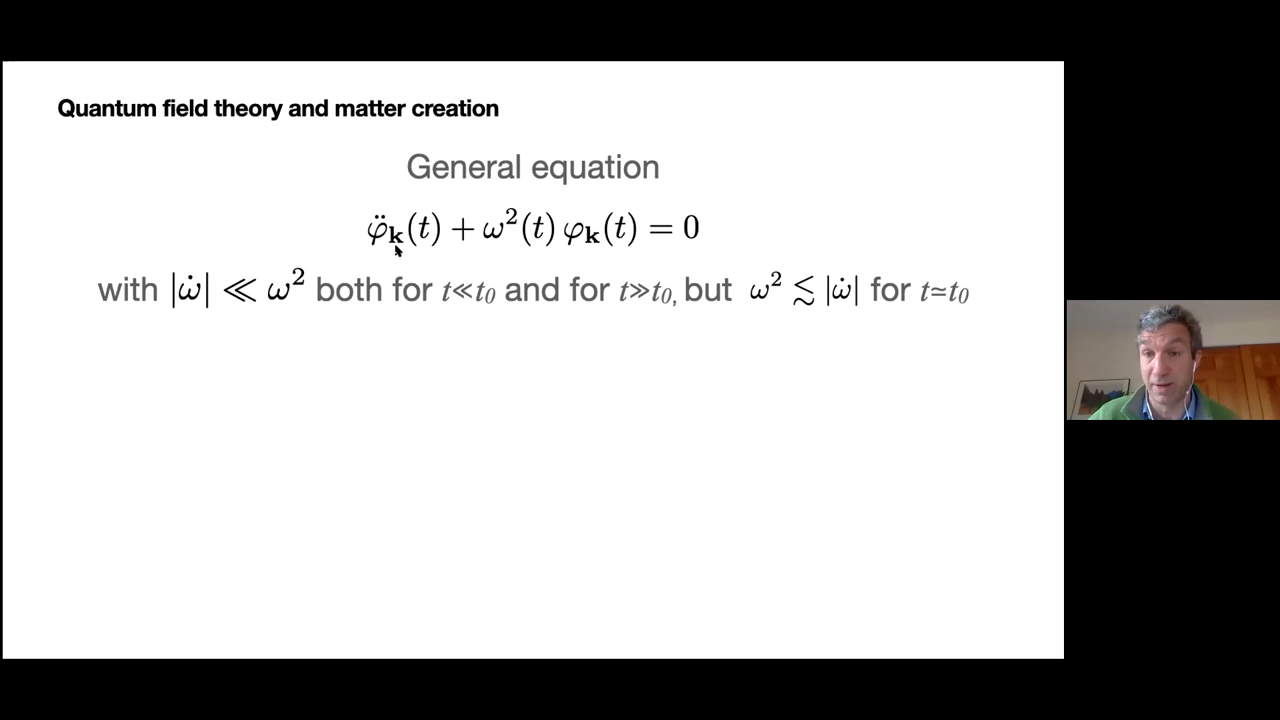 Quantum field theory and matter creation
General equation
φ̈𝐤(t) + ω²(t) φ𝐤(t) = 0
with |ω̇| ≪ ω² both for t≪t₀ and for t≫t₀, but ω² ≲ |ω̇| for t≃t₀